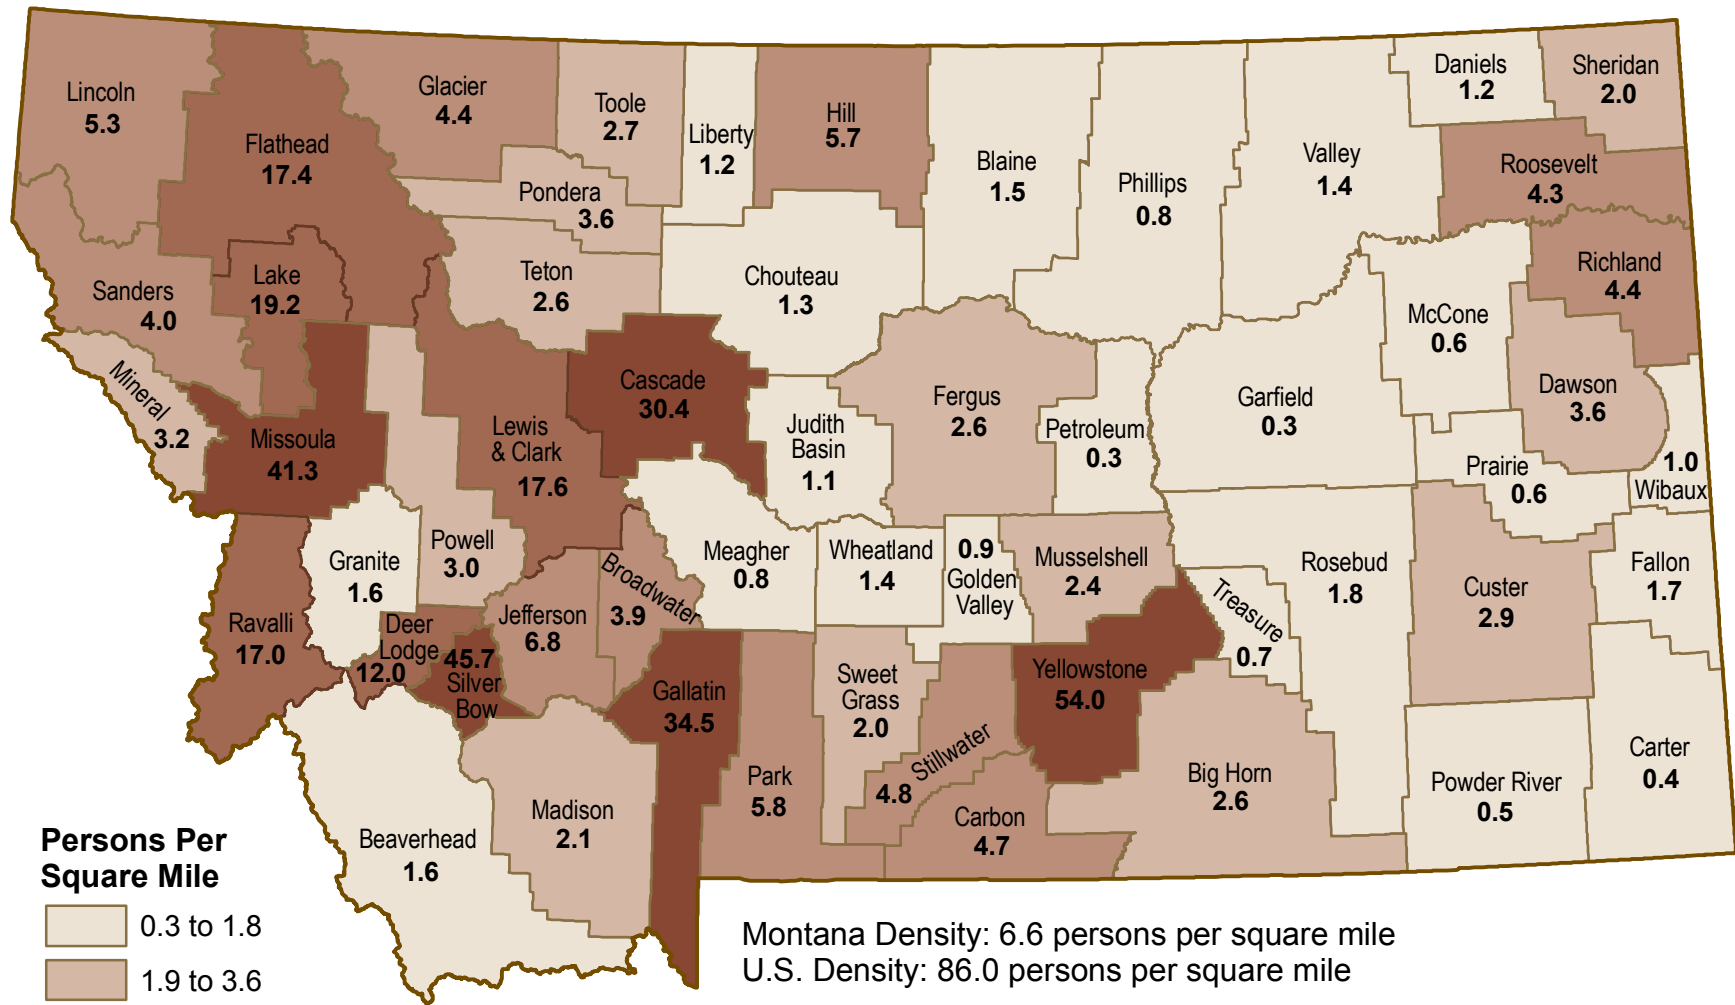 Lincoln
5.3
Flathead
17.4
Glacier
4.4
Toole
2.7
Liberty
1.2
Hill
5.7
Blaine
1.5
Phillips
0.8
Valley
1.4
Daniels
1.2
Sheridan
2.0
Roosevelt
4.3
Pondera
3.6
Teton
2.6
Chouteau
1.3
Sanders
4.0
Lake
19.2
Richland
4.4
McCone
0.6
Dawson
3.6
Garfield
0.3
Mineral
3.2
Missoula
41.3
Cascade
30.4
Lewis
& Clark
17.6
Judith
Basin
1.1
Fergus
2.6
Petroleum
0.3
Prairie
0.6
1.0
Wibaux
Powell
3.0
Granite
1.6
Ravalli
17.0
Deer
Lodge
12.0
45.7
Silver
Bow
Jefferson
6.8
Broadwater
3.9
Meagher
0.8
Wheatland
1.4
0.9
Golden
Valley
Musselshell
2.4
Treasure
0.7
Rosebud
1.8
Custer
2.9
Fallon
1.7
Gallatin
34.5
Park
5.8
Sweet
Grass
2.0
Stillwater
4.8
Yellowstone
54.0
Carbon
4.7
Big Horn
2.6
Powder River
0.5
Carter
0.4
Beaverhead
1.6
Madison
2.1
Persons Per
Square Mile
0.3 to 1.8
1.9 to 3.6
Montana Density: 6.6 persons per square mile
U.S. Density: 86.0 persons per square mile